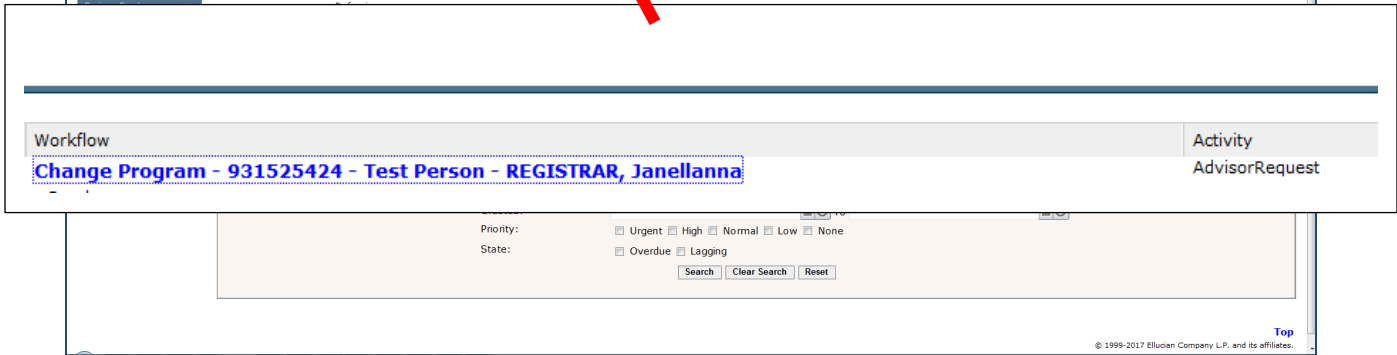 Workflow Activity
Change Program - 931525424 - Test Person - REGISTRAR, Janellanna AdvisorRequest
Priority: Urgent High Normal Low None
State: Overdue Lagging
Search Clear Search Reset
Top
© 1999-2017 Ellucian Company L.P. and its affiliates.